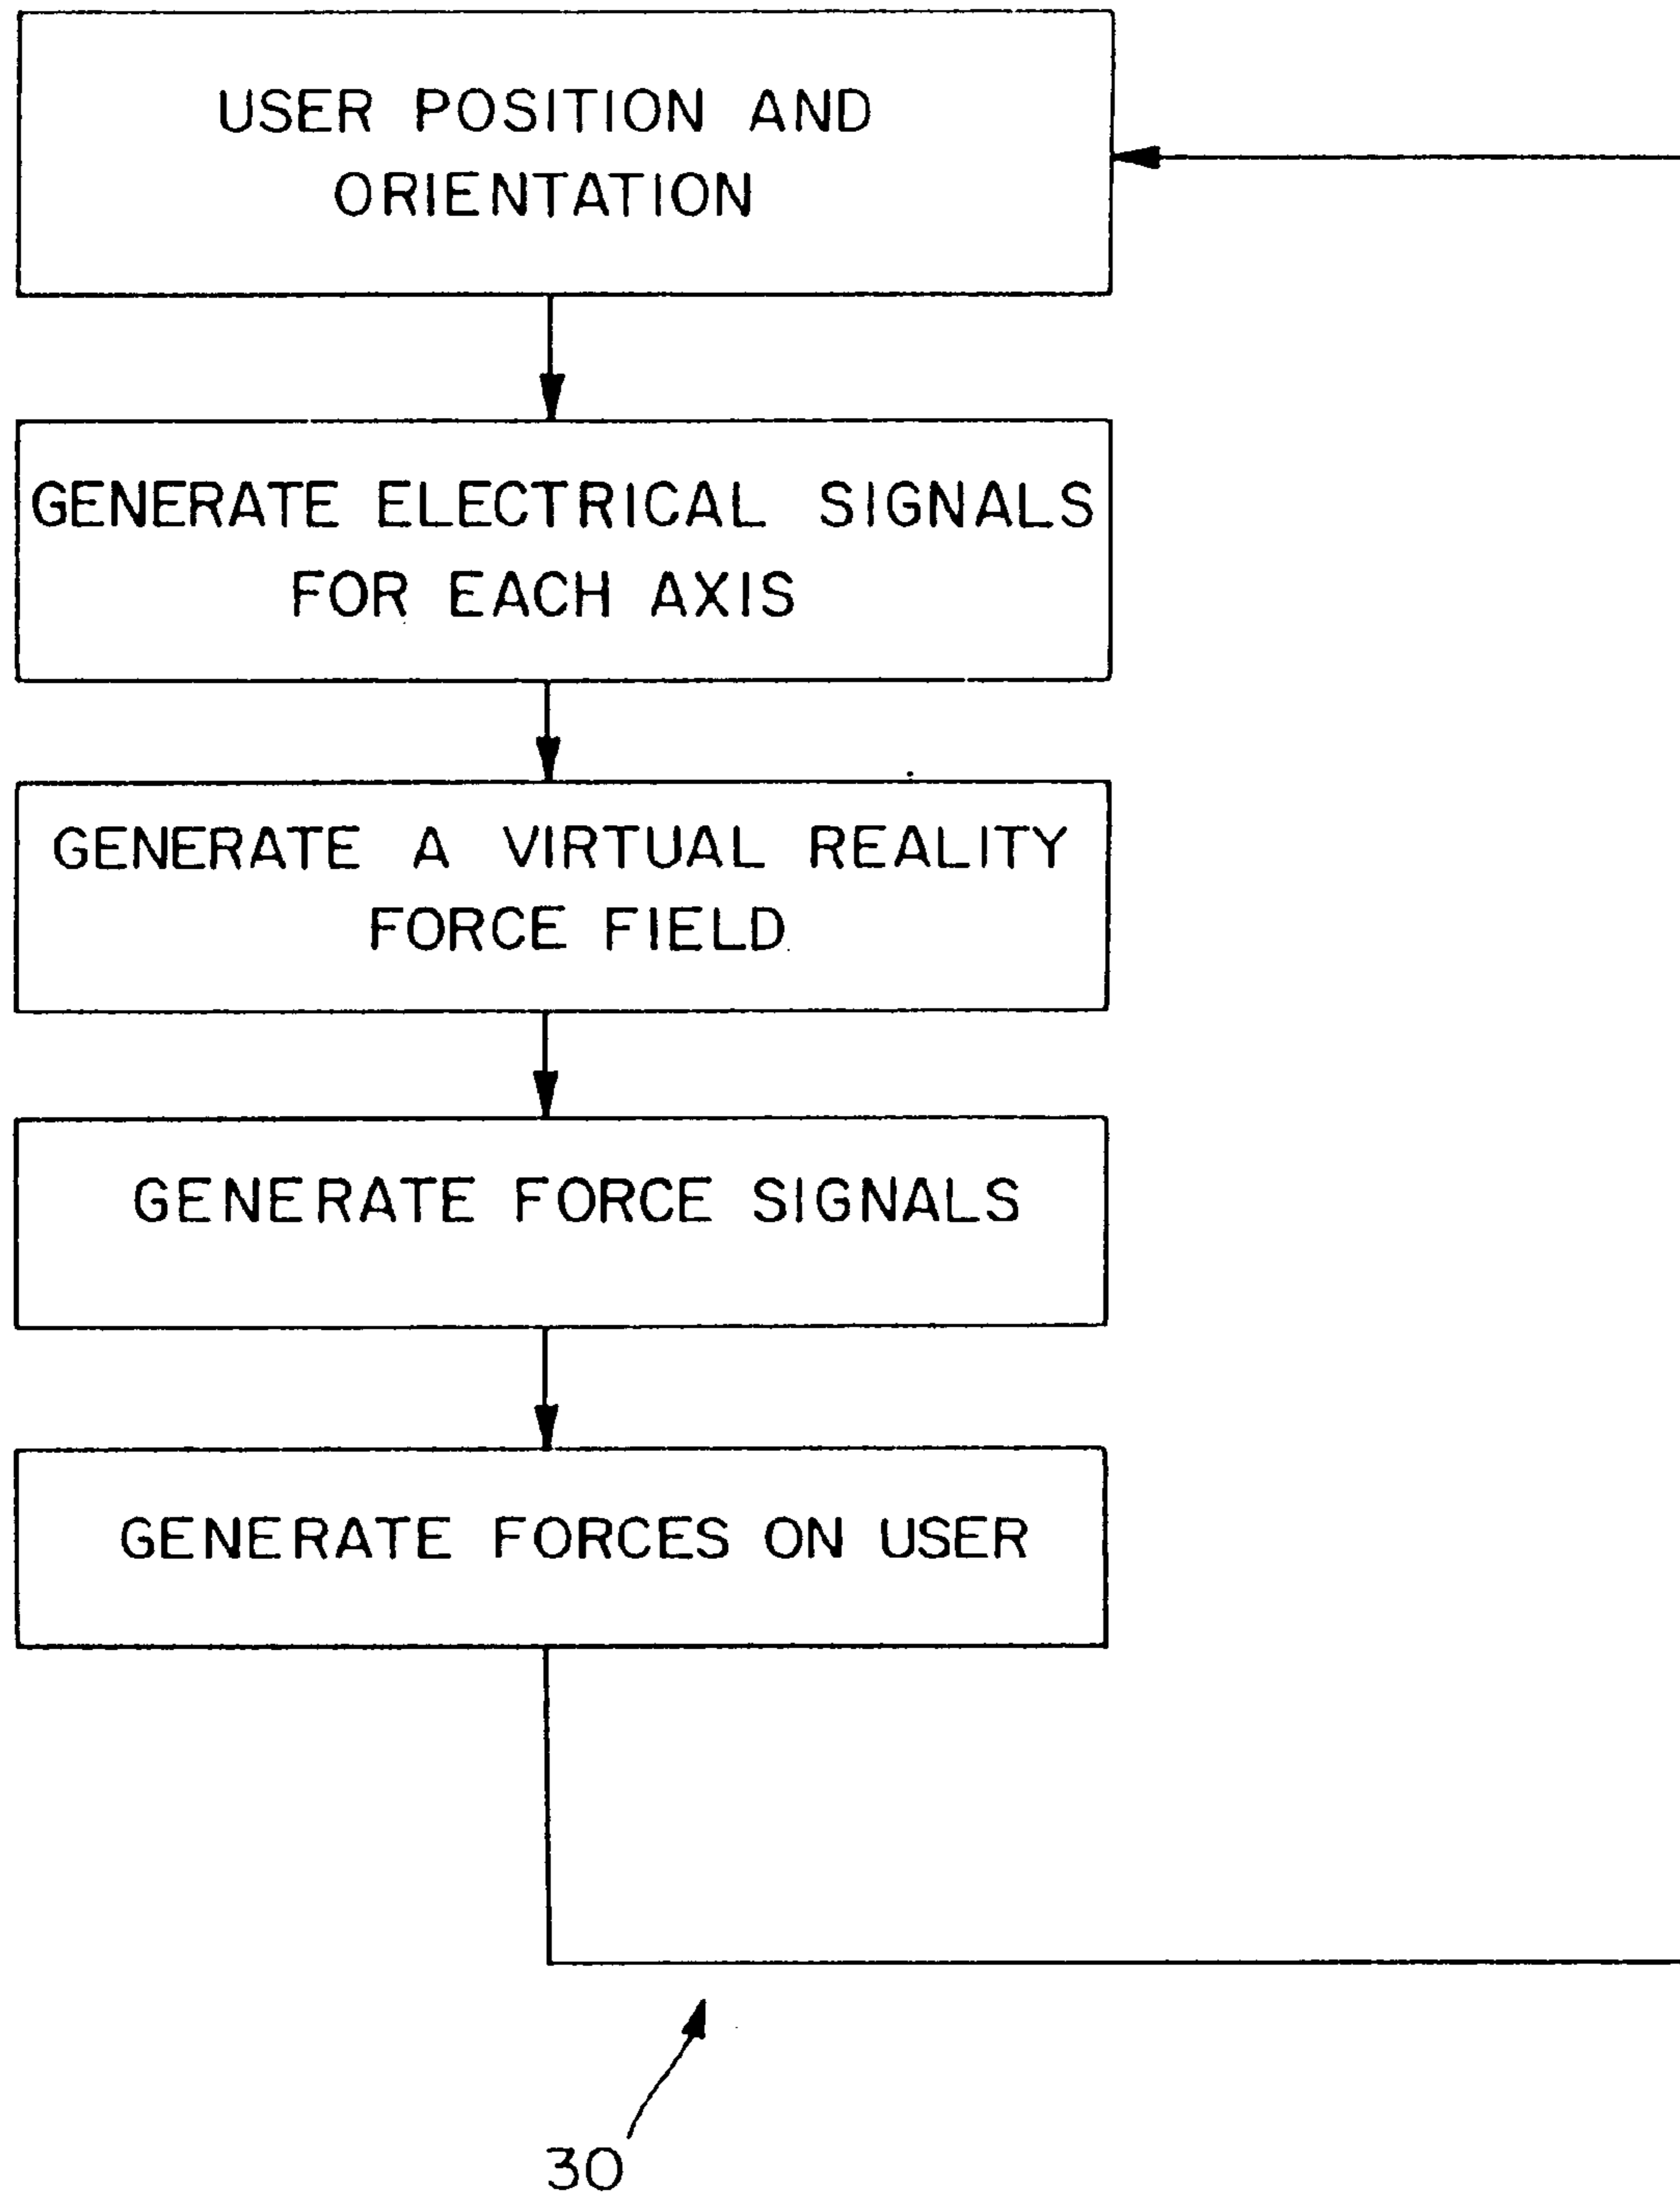 USER POSITION AND
ORIENTATION
GENERATE ELECTRICAL SIGNALS
FOR EACH AXIS
GENERATE A VIRTUAL REALITY
FORCE FIELD
GENERATE FORCE SIGNALS
GENERATE FORCES ON USER
30